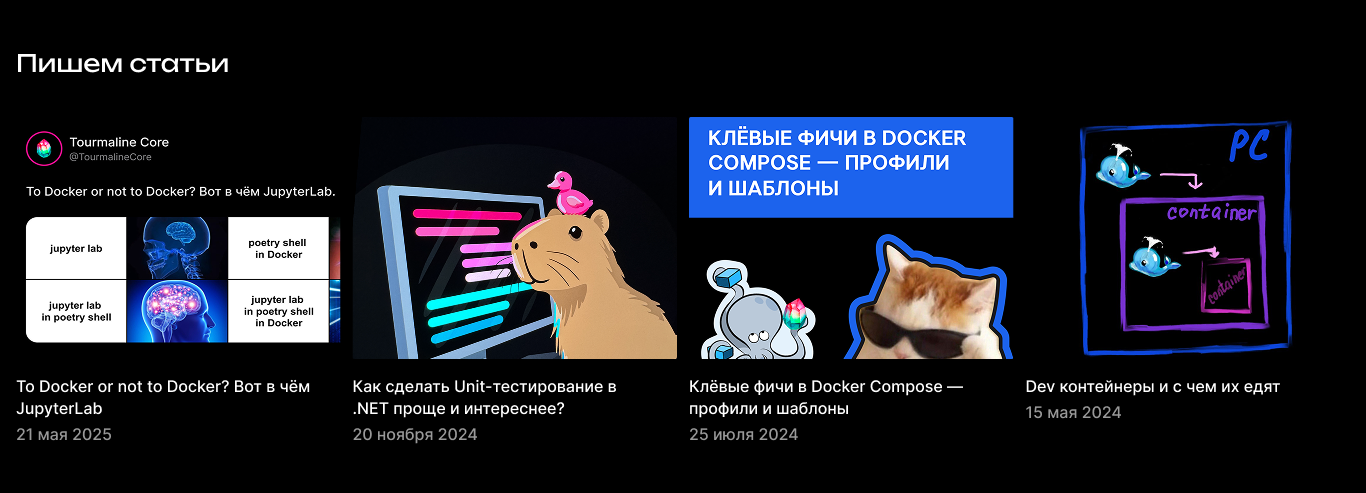 Пишем статьи
Tourmaline Core
@TourmalineCore
To Docker or not to Docker? Вот в чём JupyterLab.
jupyter lab
poetry shell
in Docker
jupyter lab
in poetry shell
jupyter lab
in poetry shell
in Docker
To Docker or not to Docker? Вот в чём
JupyterLab
21 мая 2025
Как сделать Unit-тестирование в
.NET проще и интереснее?
20 ноября 2024
КЛЁВЫЕ ФИЧИ В DOCKER
COMPOSE — ПРОФИЛИ
И ШАБЛОНЫ
Клёвые фичи в Docker Compose —
профили и шаблоны
25 июля 2024
PC
container
container
Dev контейнеры и с чем их едят
15 мая 2024